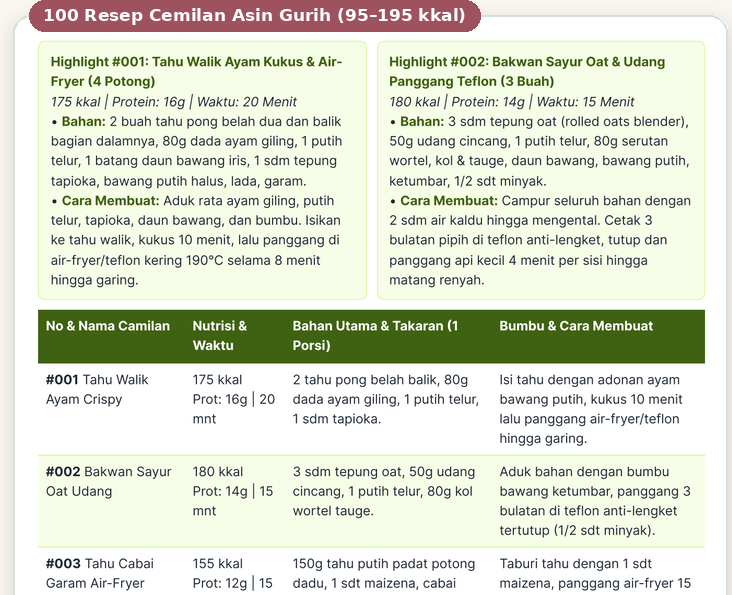 100 Resep Cemilan Asin Gurih (95–195 kkal)
Highlight #001: Tahu Walik Ayam Kukus & Air-
Fryer (4 Potong)
175 kkal | Protein: 16g | Waktu: 20 Menit
• Bahan: 2 buah tahu pong belah dua dan balik
bagian dalamnya, 80g dada ayam giling, 1 putih
telur, 1 batang daun bawang iris, 1 sdm tepung
tapioka, bawang putih halus, lada, garam.
• Cara Membuat: Aduk rata ayam giling, putih
telur, tapioka, daun bawang, dan bumbu. Isikan
ke tahu walik, kukus 10 menit, lalu panggang di
air-fryer/teflon kering 190°C selama 8 menit
hingga garing.
Highlight #002: Bakwan Sayur Oat & Udang
Panggang Teflon (3 Buah)
180 kkal | Protein: 14g | Waktu: 15 Menit
• Bahan: 3 sdm tepung oat (rolled oats blender),
50g udang cincang, 1 putih telur, 80g serutan
wortel, kol & tauge, daun bawang, bawang putih,
ketumbar, 1/2 sdt minyak.
• Cara Membuat: Campur seluruh bahan dengan
2 sdm air kaldu hingga mengental. Cetak 3
bulatan pipih di teflon anti-lengket, tutup dan
panggang api kecil 4 menit per sisi hingga
matang renyah.
No & Nama Camilan
Nutrisi &
Waktu
Bahan Utama & Takaran (1
Porsi)
Bumbu & Cara Membuat
#001 Tahu Walik
Ayam Crispy
175 kkal
Prot: 16g | 20
mnt
2 tahu pong belah balik, 80g
dada ayam giling, 1 putih telur,
1 sdm tapioka.
Isi tahu dengan adonan ayam
bawang putih, kukus 10 menit
lalu panggang air-fryer/teflon
hingga garing.
#002 Bakwan Sayur
Oat Udang
180 kkal
Prot: 14g | 15
mnt
3 sdm tepung oat, 50g udang
cincang, 1 putih telur, 80g kol
wortel tauge.
Aduk bahan dengan bumbu
bawang ketumbar, panggang 3
bulatan di teflon anti-lengket
tertutup (1/2 sdt minyak).
#003 Tahu Cabai
Garam Air-Fryer
155 kkal
Prot: 12g | 15
150g tahu putih padat potong
dadu, 1 sdt maizena, cabai
Taburi tahu dengan 1 sdt
maizena, panggang air-fryer 15